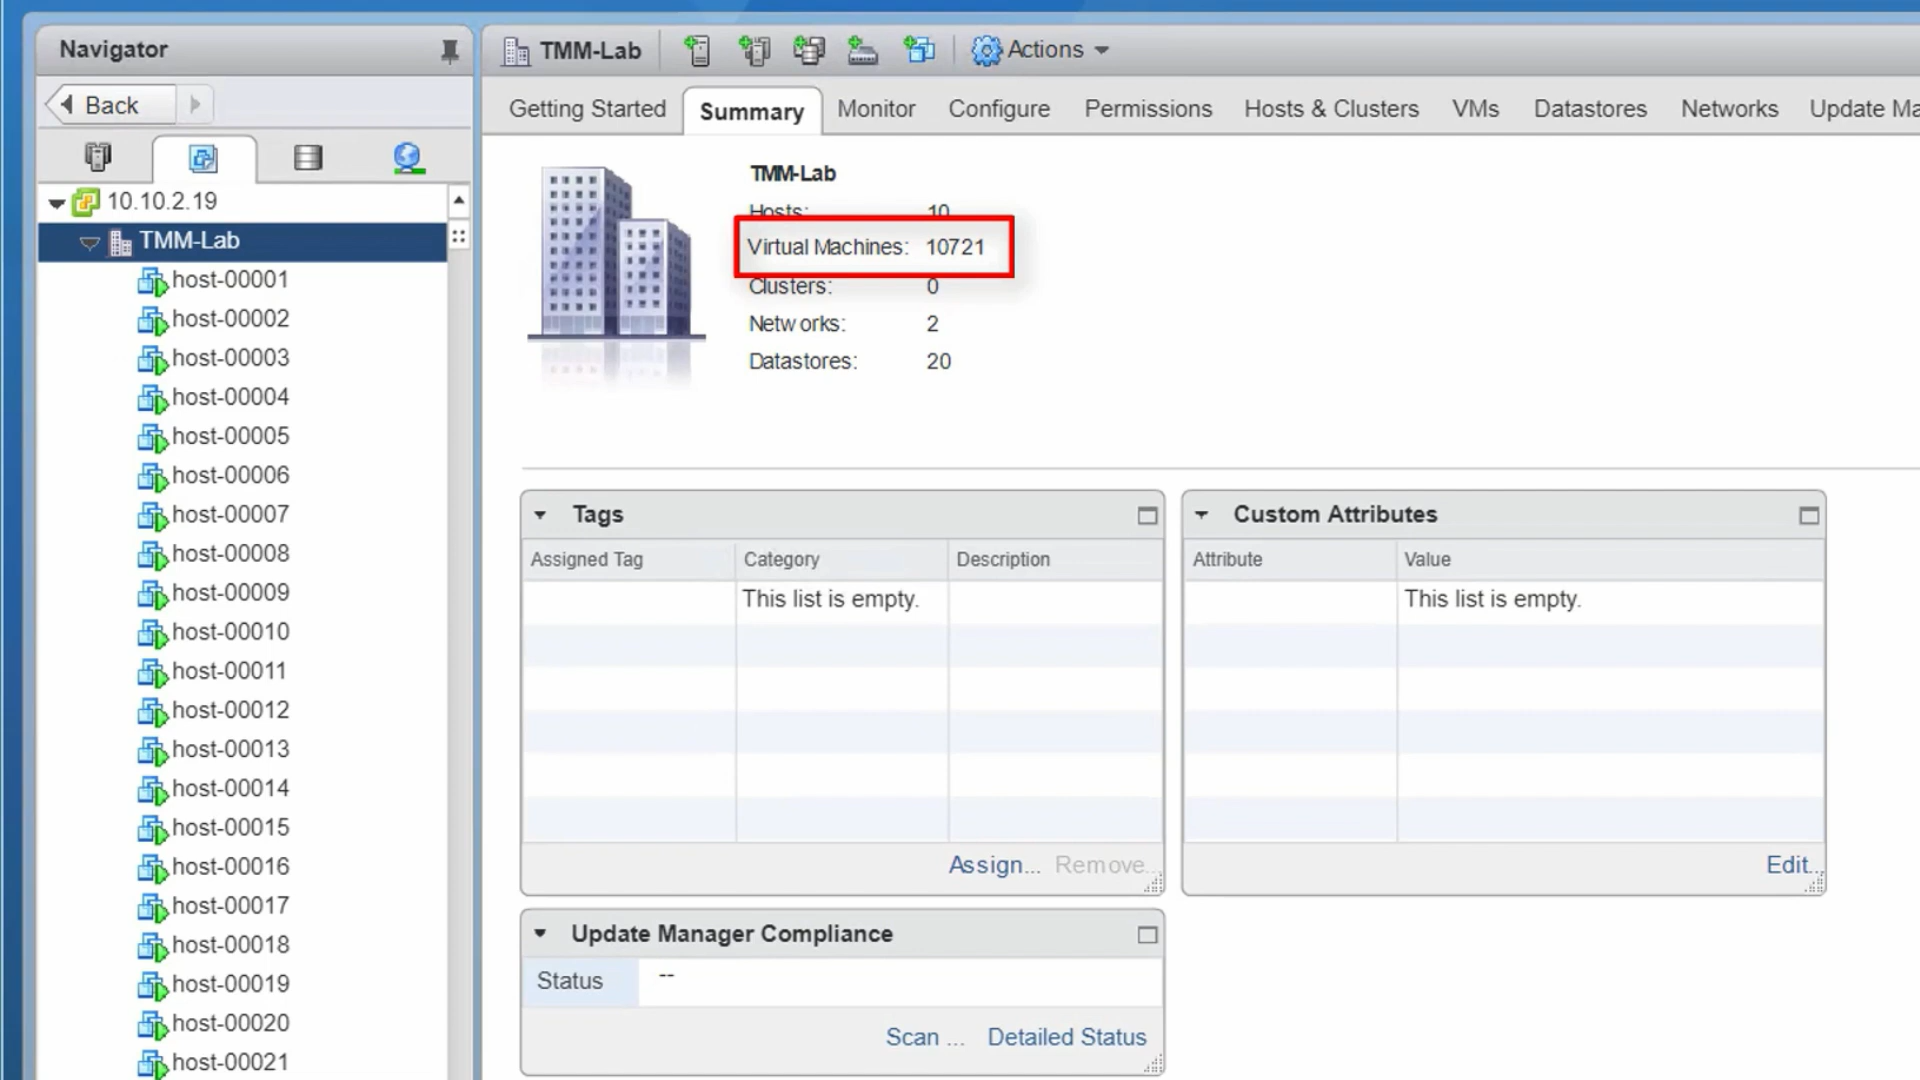 Navigator
Back
10.10.2.19
TMM-Lab
host-00001
host-00002
host-00003
host-00004
host-00005
host-00006
host-00007
host-00008
host-00009
host-00010
host-00011
host-00012
host-00013
host-00014
host-00015
host-00016
host-00017
host-00018
host-00019
host-00020
host-00021
TMM-Lab Actions
Getting Started Summary Monitor Configure Permissions Hosts & Clusters VMs Datastores Networks Update Ma
TMM-Lab
Hosts: 10
Virtual Machines: 10721
Clusters: 0
Networks: 2
Datastores: 20
Tags
Assigned Tag Category Description
This list is empty.
Assign... Remove...
Custom Attributes
Attribute Value
This list is empty.
Edit...
Update Manager Compliance
Status --
Scan ... Detailed Status